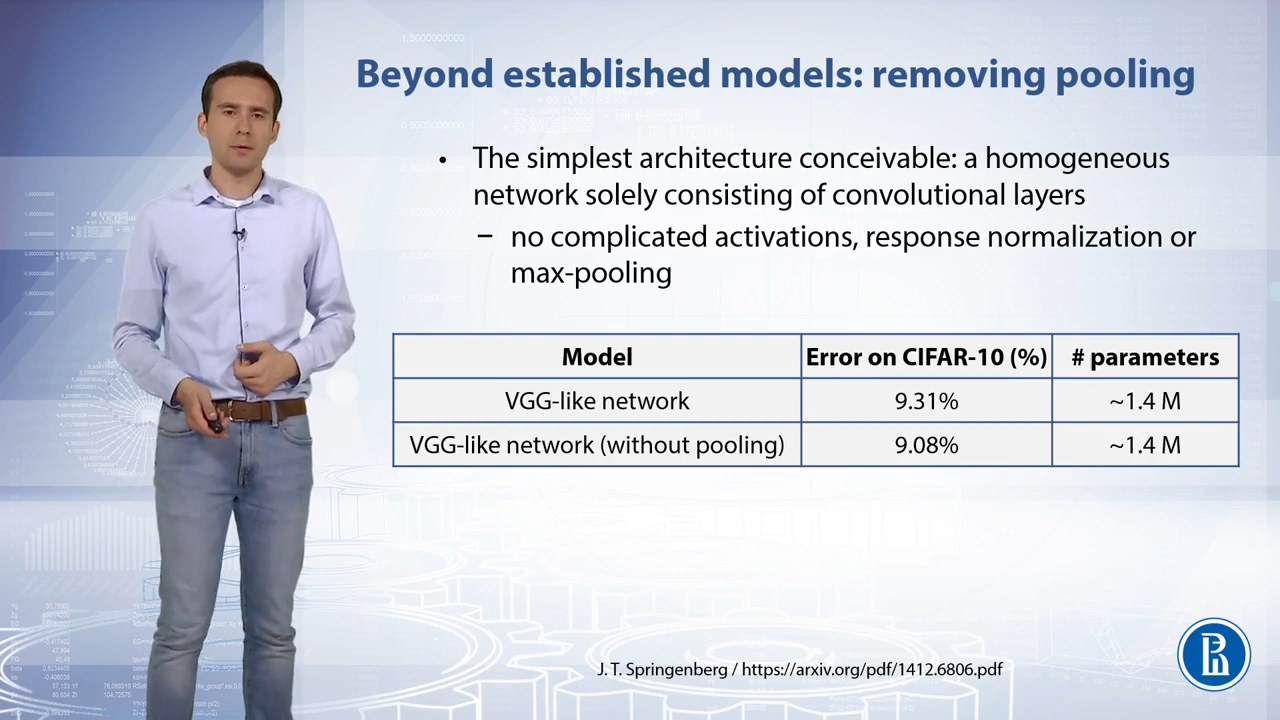 Beyond established models: removing pooling
• The simplest architecture conceivable: a homogeneous
network solely consisting of convolutional layers
– no complicated activations, response normalization or
max-pooling
Model Error on CIFAR-10 (%) # parameters
VGG-like network 9.31% ~1.4 M
VGG-like network (without pooling) 9.08% ~1.4 M
J. T. Springenberg / https://arxiv.org/pdf/1412.6806.pdf